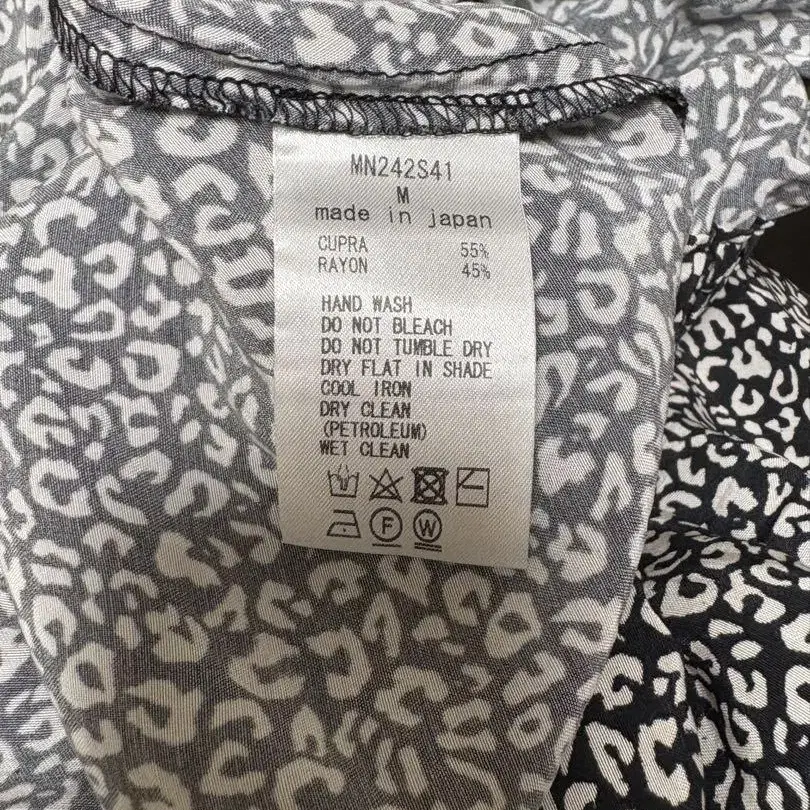 MN242S41
M
made in japan
CUPRA 55%
RAYON 45%
HAND WASH
DO NOT BLEACH
DO NOT TUMBLE DRY
DRY FLAT IN SHADE
COOL IRON
DRY CLEAN
(PETROLEUM)
WET CLEAN
F W